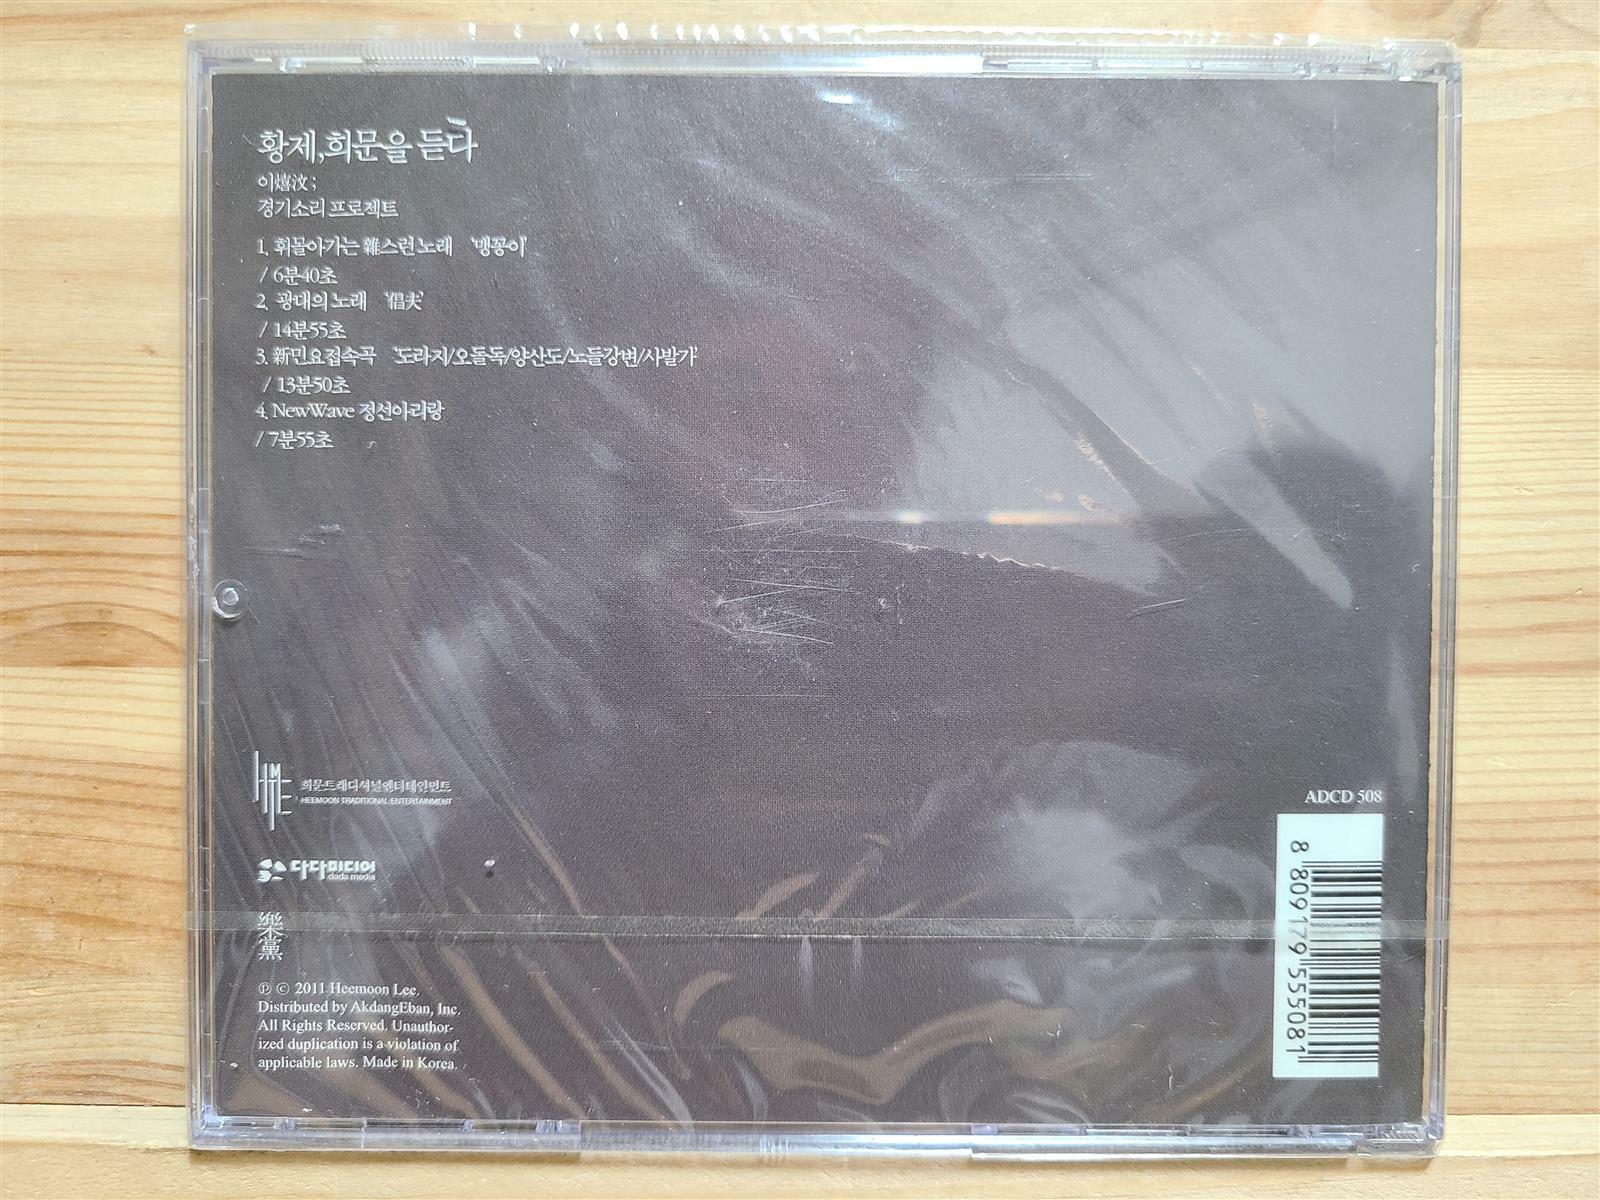 황제,희문을 듣다
이熺汶;
경기소리 프로젝트
1. 휘몰아가는 雜스런 노래 '맹꽁이'
/ 6분40초
2. 광대의 노래 '倡夫'
/ 14분55초
3. 新민요접속곡 '도라지/오돌독/양산도/노들강변/사발가'
/ 13분50초
4. NewWave 정선아리랑
/ 7분55초
희문트래디셔널엔터테인먼트
HEEMOON TRADITIONAL ENTERTAINMENT
다다미디어
dada media
樂黨
ⓟ ⓒ 2011 Heemoon Lee.
Distributed by AkdangEban, Inc.
All Rights Reserved. Unauthor-
ized duplication is a violation of
applicable laws. Made in Korea.
ADCD 508
8 809179 555081